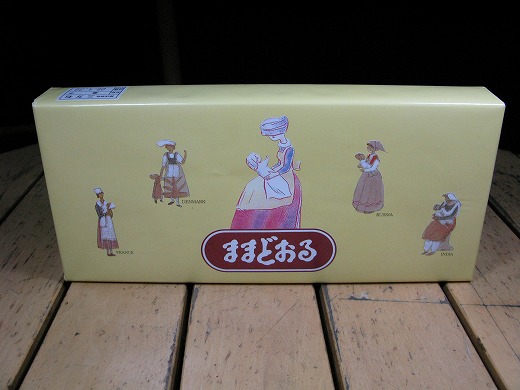 DENMARK
RUSSIA
FRANCE
INDIA
ままどおる